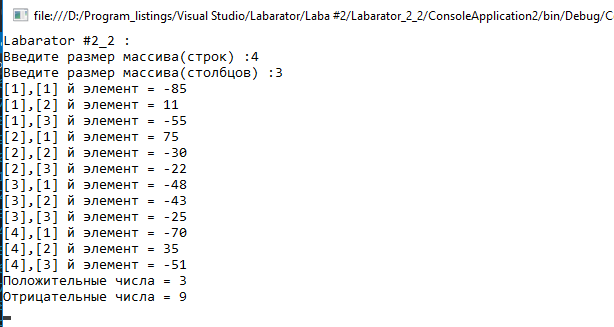 file:///D:/Program_listings/Visual Studio/Labarator/Laba #2/Labarator_2_2/ConsoleApplication2/bin/Debug/C
Labarator #2_2 :
Введите размер массива(строк) :4
Введите размер массива(столбцов) :3
[1],[1] й элемент = -85
[1],[2] й элемент = 11
[1],[3] й элемент = -55
[2],[1] й элемент = 75
[2],[2] й элемент = -30
[2],[3] й элемент = -22
[3],[1] й элемент = -48
[3],[2] й элемент = -43
[3],[3] й элемент = -25
[4],[1] й элемент = -70
[4],[2] й элемент = 35
[4],[3] й элемент = -51
Положительные числа = 3
Отрицательные числа = 9